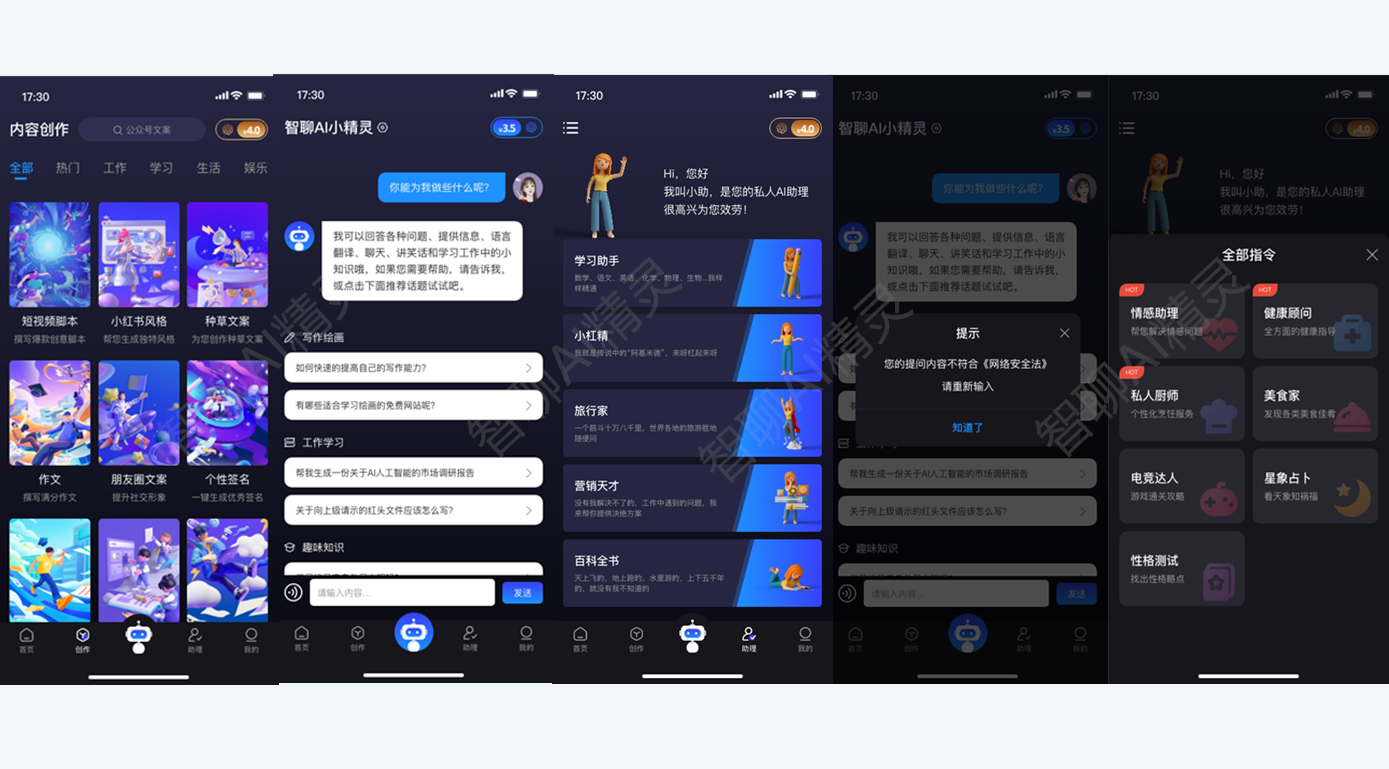 17:30
内容创作
公众号文案
v4.0
全部 热门 工作 学习 生活 娱乐
短视频脚本 小红书风格 种草文案
撰写爆款创意脚本 帮您生成独特风格 为您创作种草文案
作文 朋友圈文案 个性签名
撰写满分作文 提升社交形象 一键生成优秀签名
首页 创作 助理 我的
17:30
智聊AI小精灵
v3.5
你能为我做些什么呢?
我可以回答各种问题、提供信息、语言
翻译、聊天、讲笑话和学习工作中的小
知识哦，如果您需要帮助，请告诉我，
或点击下面推荐话题试试吧。
写作绘画
如何快速的提高自己的写作能力?
有哪些适合学习绘画的免费网站呢?
工作学习
帮我生成一份关于AI人工智能的市场调研报告
关于向上级请示的红头文件应该怎么写?
趣味知识
请输入内容...
发送
首页 创作 助理 我的
17:30
v4.0
Hi，您好
我叫小助，是您的私人AI助理
很高兴为您效劳!
学习助手
数学、语文、英语、化学、物理、生物...我样
样精通
小杠精
我就是传说中的“阿基米德”，来呀杠起来呀
旅行家
一个筋斗十万八千里，世界各地的旅游胜地
随便问
营销天才
没有我解决不了的，工作中遇到的问题，我
来帮你提供决绝方案
百科全书
天上飞的、地上跑的、水里游的，上下五千年
的，就没有我不知道的
首页 创作 助理 我的
17:30
智聊AI小精灵
v3.5
你能为我做些什么呢?
我可以回答各种问题、提供信息、语言
翻译、聊天、讲笑话和学习工作中的小
知识哦，如果您需要帮助，请告诉我，
或点击下面推荐话题试试吧。
提示
您的提问内容不符合《网络安全法》
请重新输入
知道了
帮我生成一份关于AI人工智能的市场调研报告
关于向上级请示的红头文件应该怎么写?
趣味知识
请输入内容...
发送
首页 创作 助理 我的
17:30
v4.0
Hi，您好
我叫小助，是您的私人AI助理
很高兴为您效劳!
全部指令
HOT HOT
情感助理 健康顾问
帮您解决情感问题 全方面的健康指导
HOT
私人厨师 美食家
个性化烹饪服务 发现各类美食佳肴
电竞达人 星象占卜
游戏通关攻略 看天象知祸福
性格测试
找出性格略点
智聊AI精灵
智聊AI精灵
智聊AI精灵
智聊AI精灵